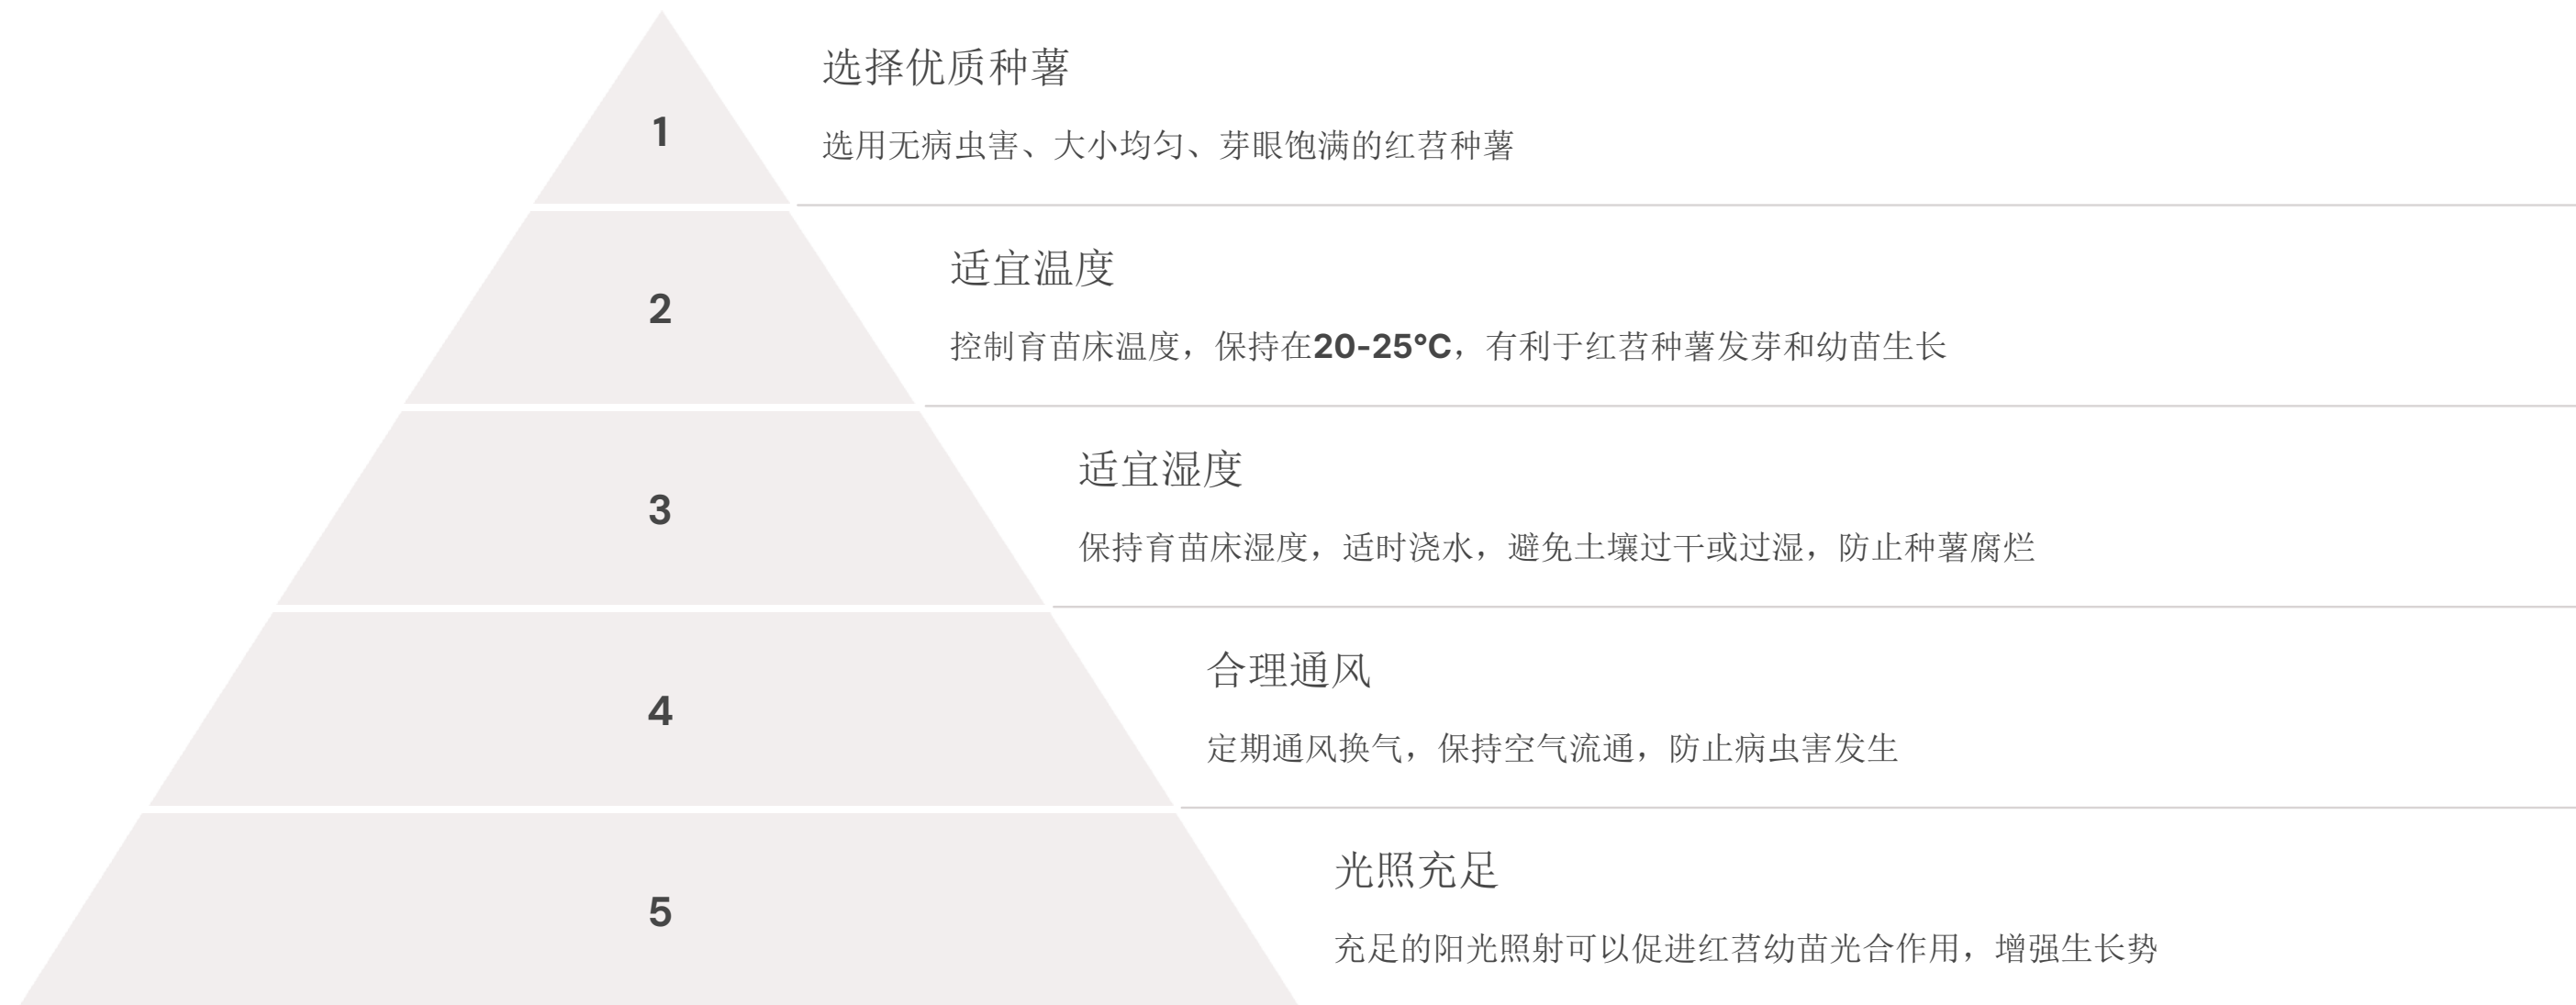 1
选择优质种薯
选用无病虫害、大小均匀、芽眼饱满的红苕种薯
2
适宜温度
控制育苗床温度，保持在20-25°C，有利于红苕种薯发芽和幼苗生长
3
适宜湿度
保持育苗床湿度，适时浇水，避免土壤过干或过湿，防止种薯腐烂
4
合理通风
定期通风换气，保持空气流通，防止病虫害发生
5
光照充足
充足的阳光照射可以促进红苕幼苗光合作用，增强生长势